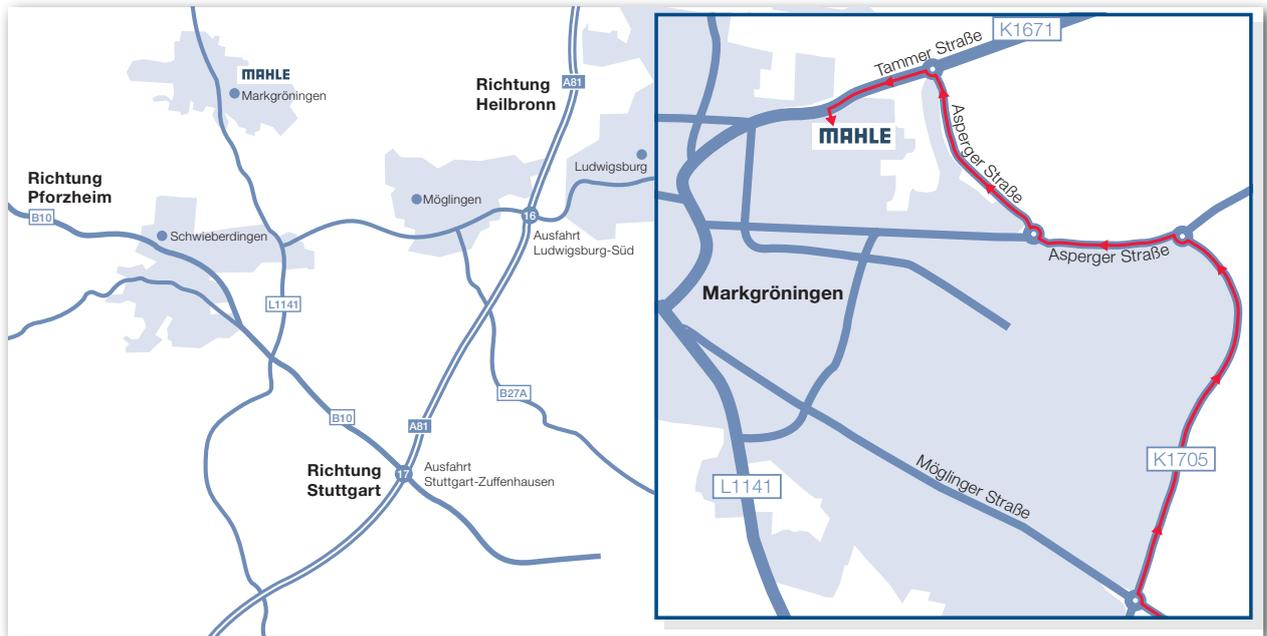 MAHLE
Markgröningen
Richtung
Heilbronn
A81
Ludwigsburg
Richtung
Pforzheim
B10
Möglingen
16
Schwieberdingen
Ausfahrt
Ludwigsburg-Süd
L1141
B27A
B10
A81
Richtung
Stuttgart
17
Ausfahrt
Stuttgart-Zuffenhausen
K1671
Tammer Straße
MAHLE
Asperger Straße
Asperger Straße
Markgröningen
K1705
L1141
Möglinger Straße